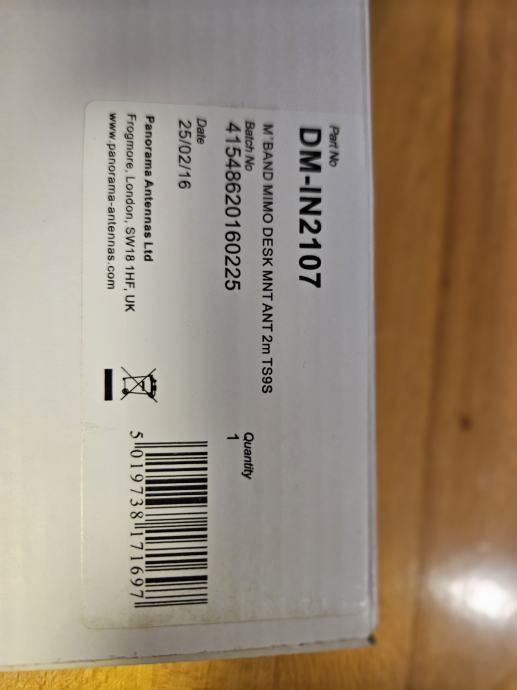 Part No
DM-IN2107
M'BAND MIMO DESK MNT ANT 2m TS9S
Batch No
41548620160225
Quantity
1
Date
25/02/16
Panorama Antennas Ltd
Frogmore, London, SW18 1HF, UK
www.panorama-antennas.com
5 019738 171697